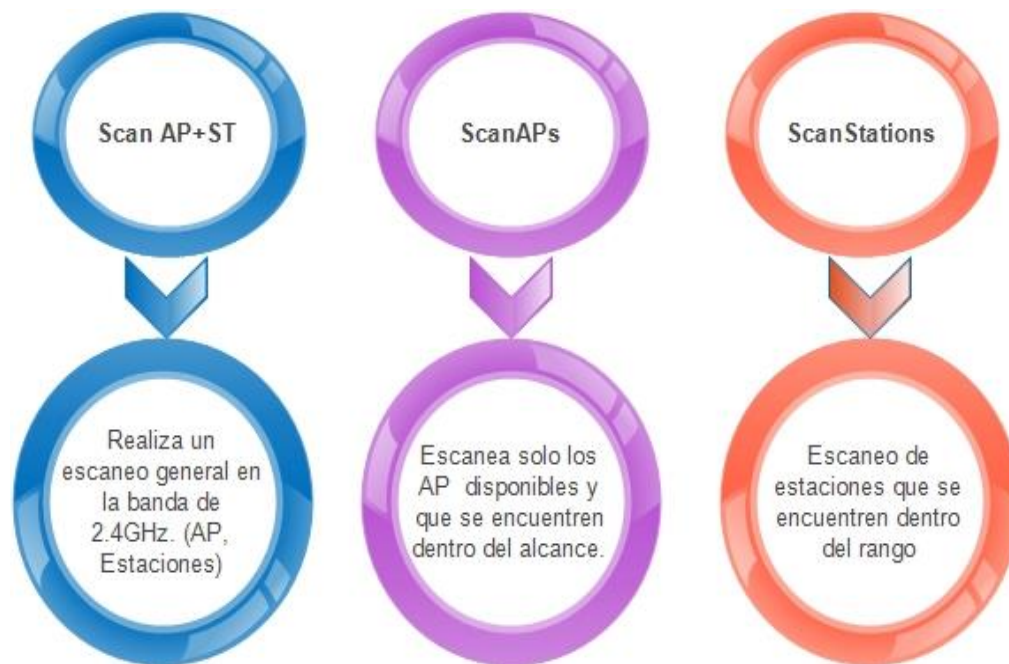 Scan AP+ST
ScanAPs
ScanStations
Realiza un
escaneo general en
la banda de
2.4GHz. (AP,
Estaciones)
Escanea solo los
AP disponibles y
que se encuentren
dentro del alcance.
Escaneo de
estaciones que se
encuentren dentro
del rango